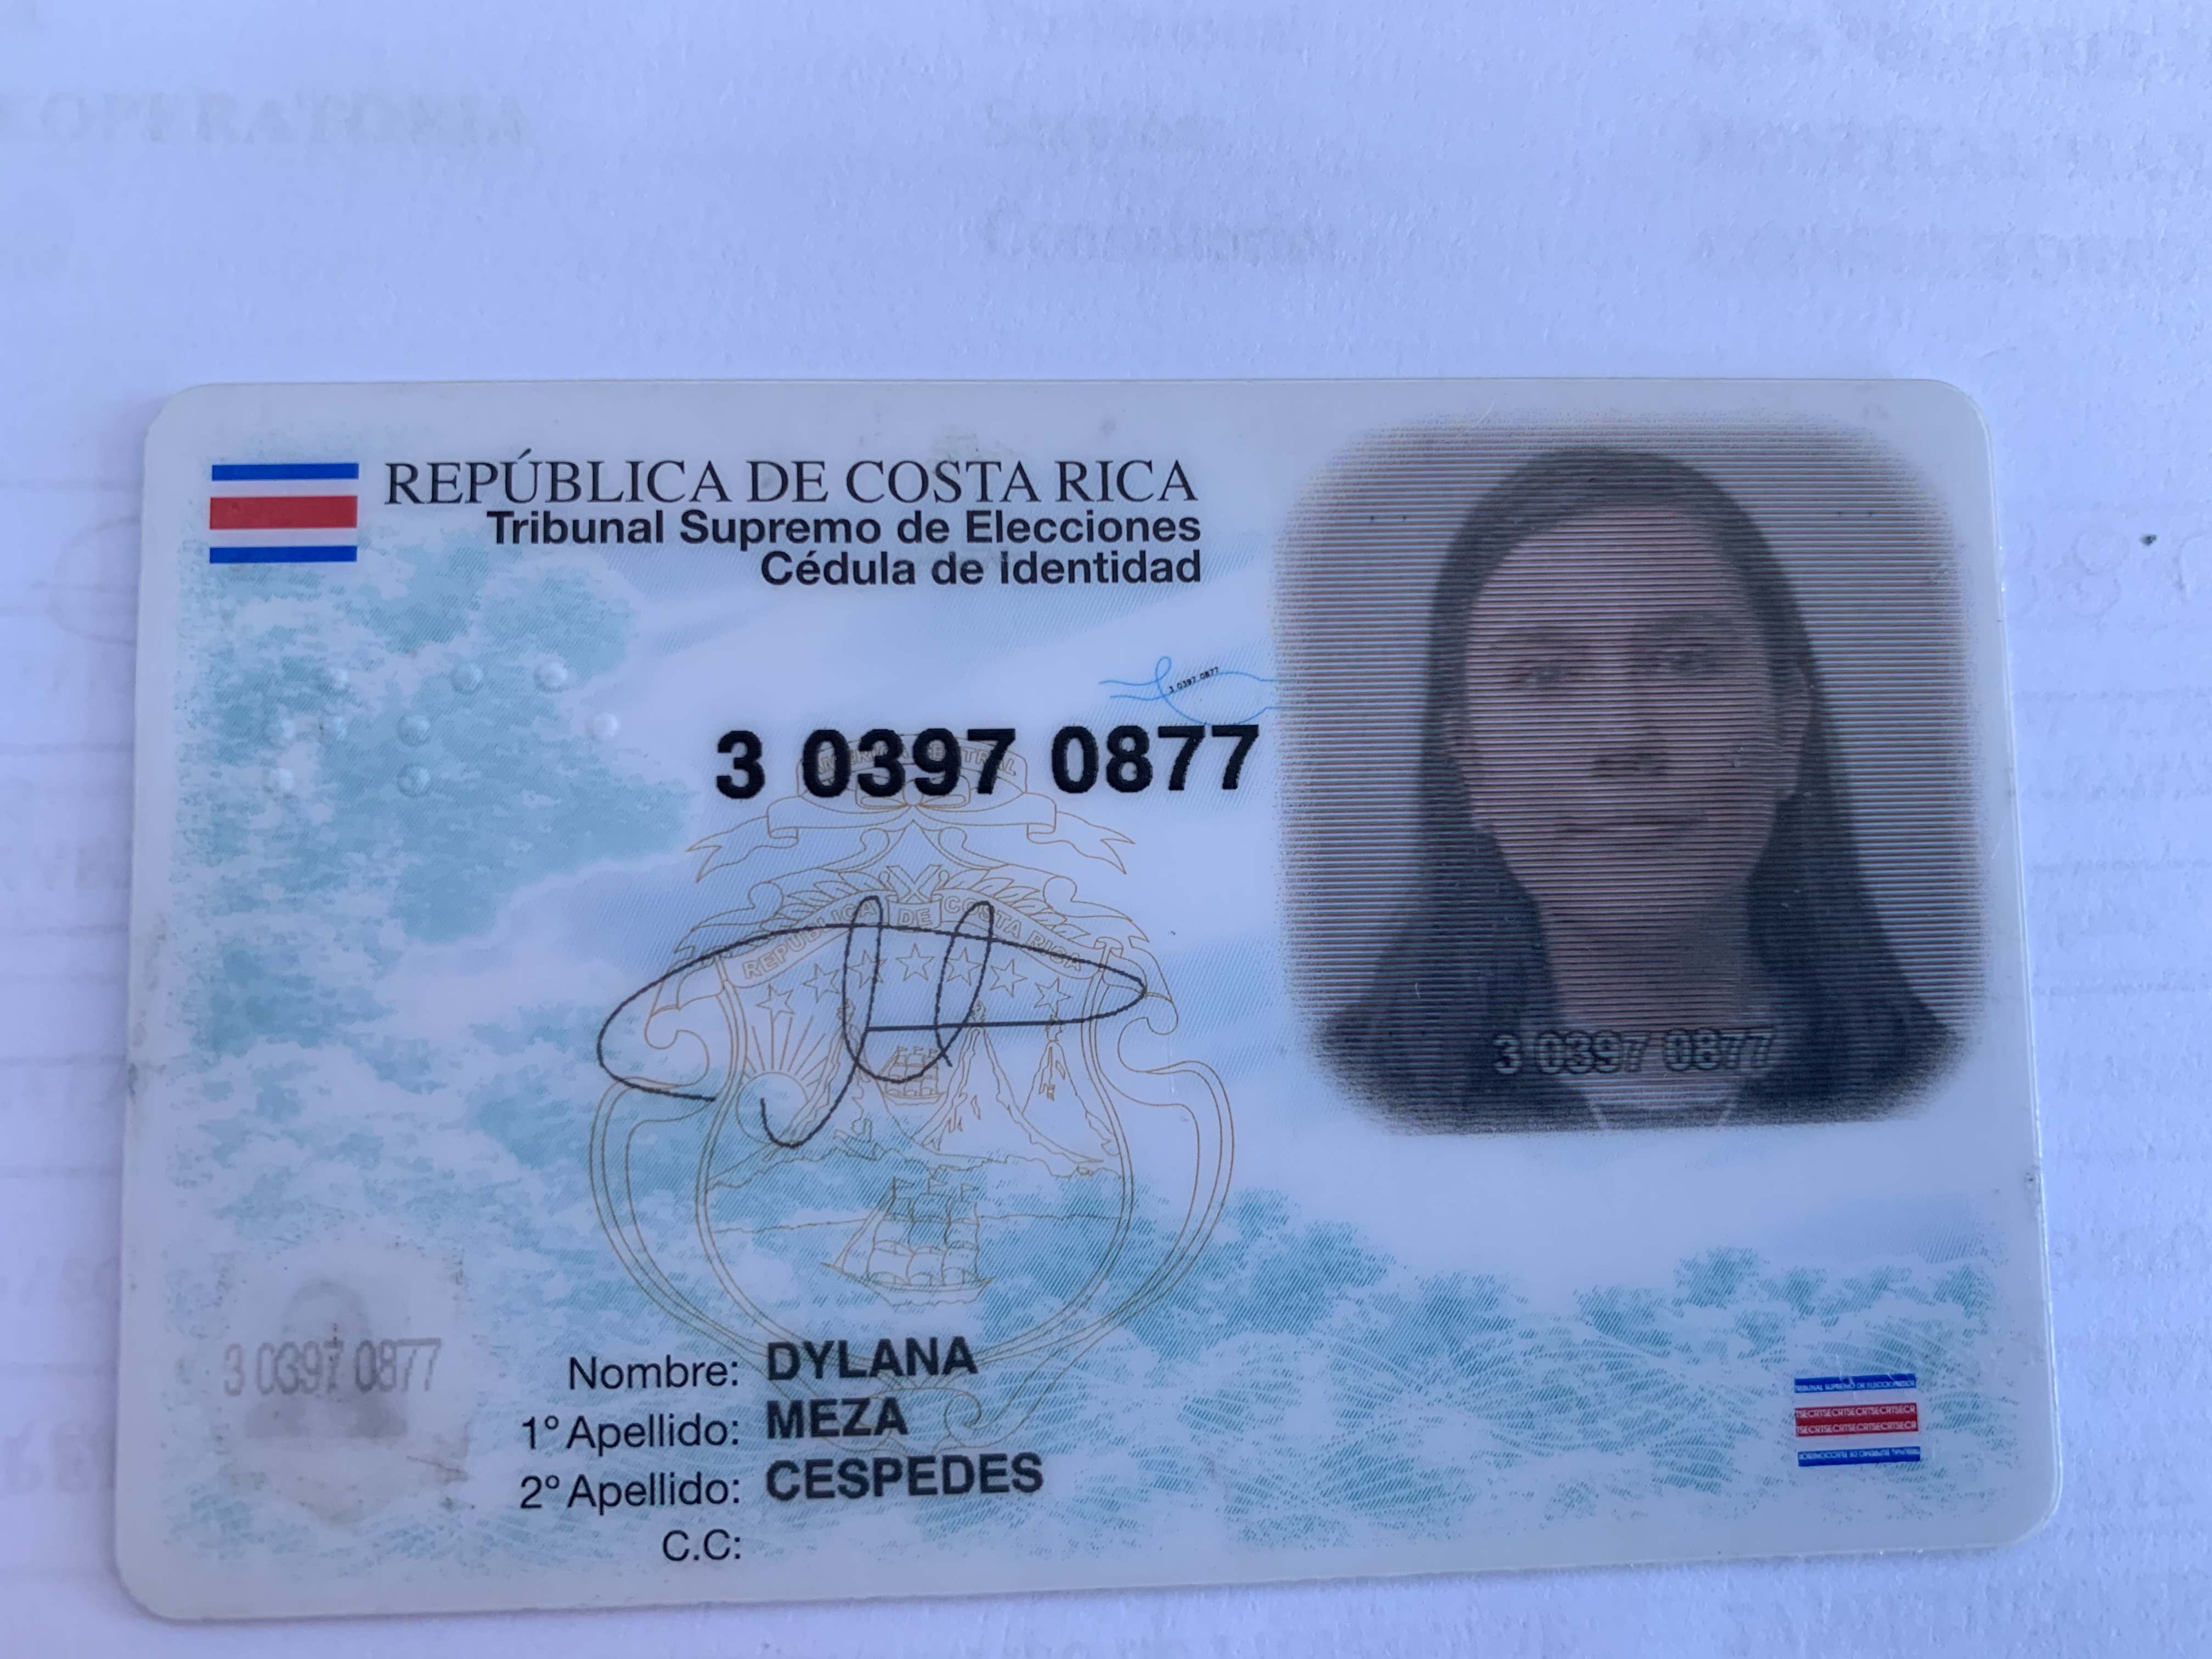 REPÚBLICA DE COSTA RICA
Tribunal Supremo de Elecciones
Cédula de Identidad
3 0397 0877
3 0397 0877
3 0397 0877
3 0397 0877
REPUBLICA DE COSTA RICA
Nombre: DYLANA
1° Apellido: MEZA
2° Apellido: CESPEDES
C.C: